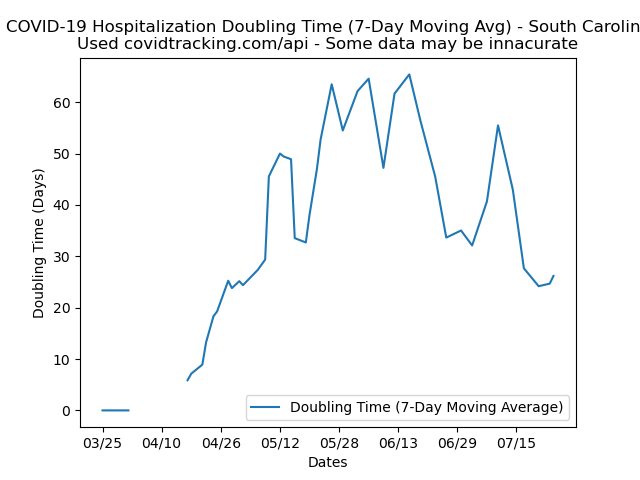 COVID-19 Hospitalization Doubling Time (7-Day Moving Avg) - South Carolin
Used covidtracking.com/api - Some data may be innacurate
Doubling Time (Days)
60
50
40
30
20
10
0
Doubling Time (7-Day Moving Average)
03/25 04/10 04/26 05/12 05/28 06/13 06/29 07/15
Dates